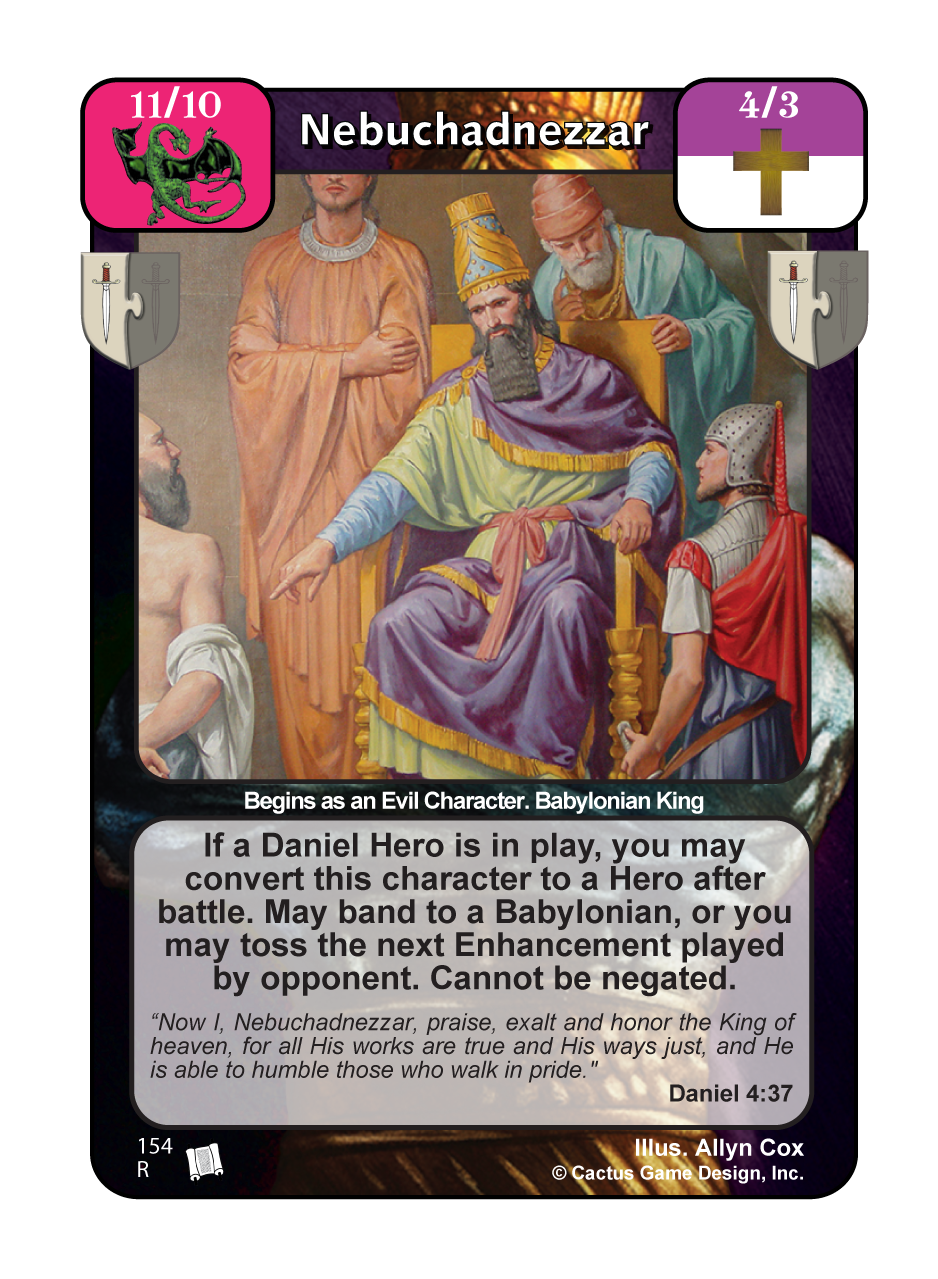 11/10
Nebuchadnezzar
4/3
Begins as an Evil Character. Babylonian King
If a Daniel Hero is in play, you may
convert this character to a Hero after
battle. May band to a Babylonian, or you
may toss the next Enhancement played
by opponent. Cannot be negated.
“Now I, Nebuchadnezzar, praise, exalt and honor the King of
heaven, for all His works are true and His ways just, and He
is able to humble those who walk in pride."
Daniel 4:37
154
R
Illus. Allyn Cox
© Cactus Game Design, Inc.